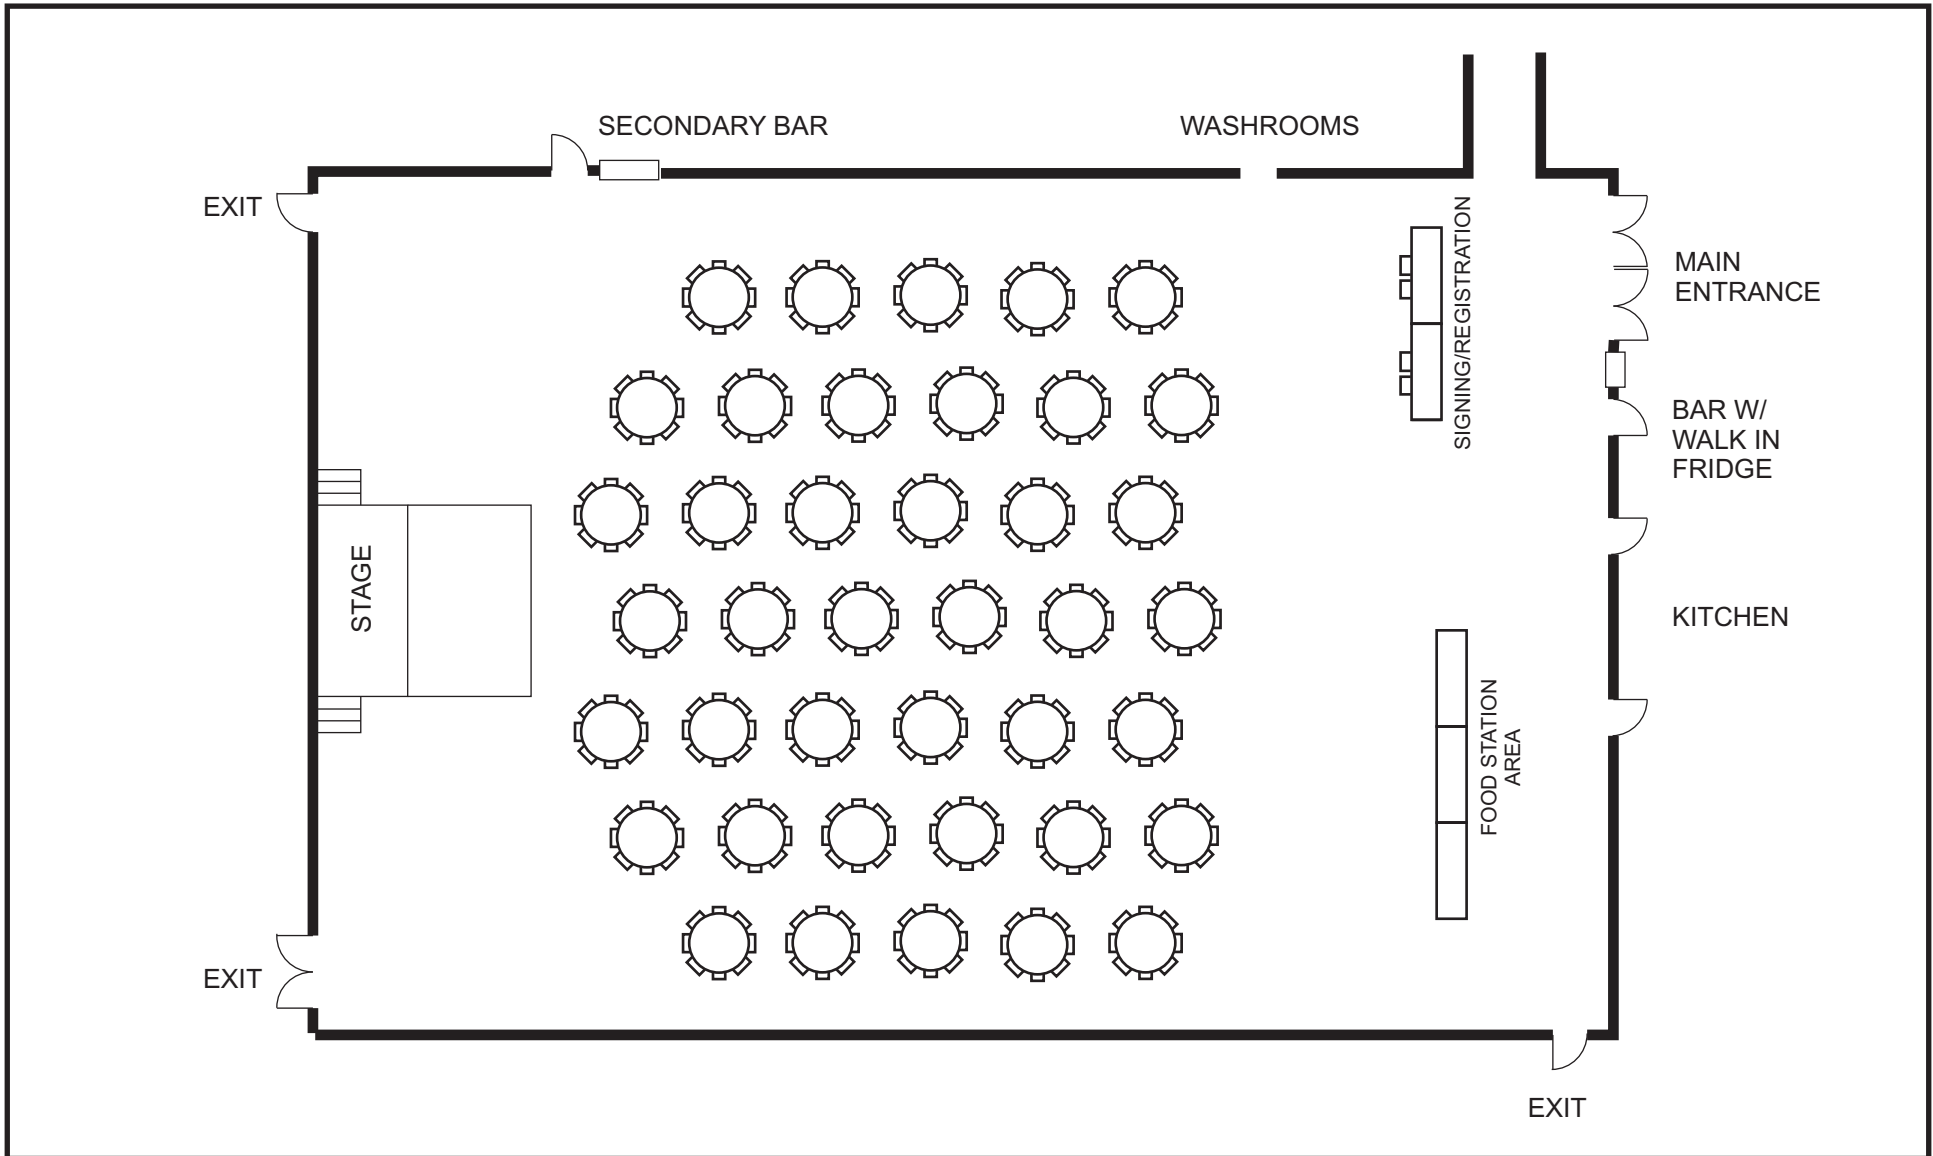 SECONDARY BAR
WASHROOMS
EXIT
SIGNING/REGISTRATION
MAIN
ENTRANCE
BAR W/
WALK IN
FRIDGE
STAGE
KITCHEN
FOOD STATION
AREA
EXIT
EXIT